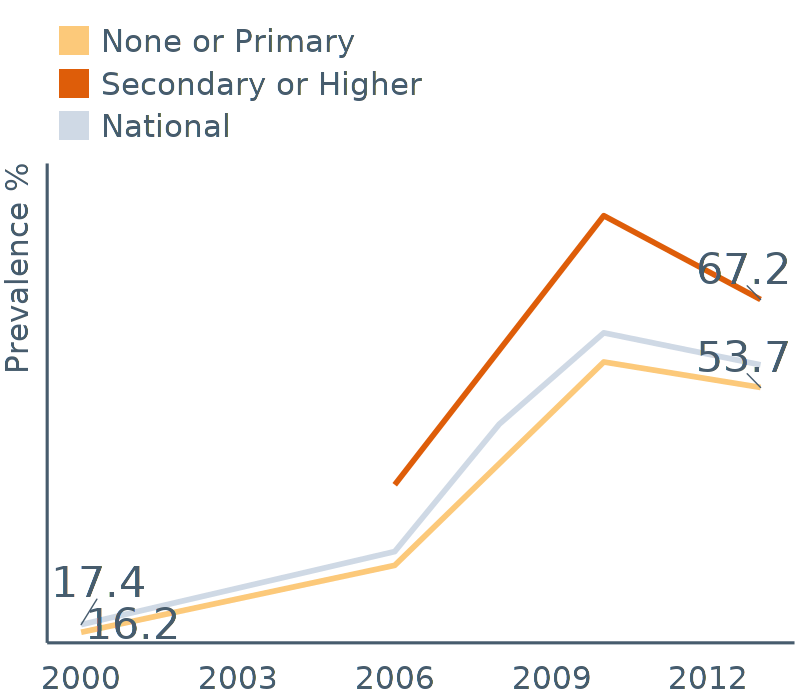 None or Primary
Secondary or Higher
National
Prevalence %
67.2
53.7
17.4
16.2
2000 2003 2006 2009 2012